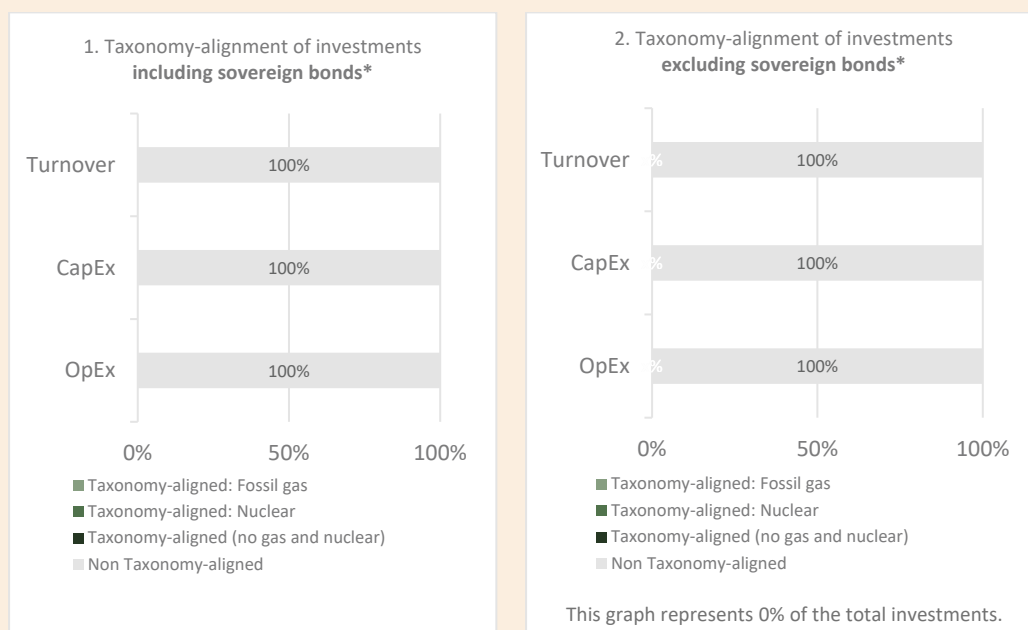 1. Taxonomy-alignment of investments
including sovereign bonds*
Turnover
100%
CapEx
100%
OpEx
100%
0% 50% 100%
Taxonomy-aligned: Fossil gas
Taxonomy-aligned: Nuclear
Taxonomy-aligned (no gas and nuclear)
Non Taxonomy-aligned
2. Taxonomy-alignment of investments
excluding sovereign bonds*
Turnover
% 100%
CapEx
% 100%
OpEx
% 100%
0% 50% 100%
Taxonomy-aligned: Fossil gas
Taxonomy-aligned: Nuclear
Taxonomy-aligned (no gas and nuclear)
Non Taxonomy-aligned
This graph represents 0% of the total investments.